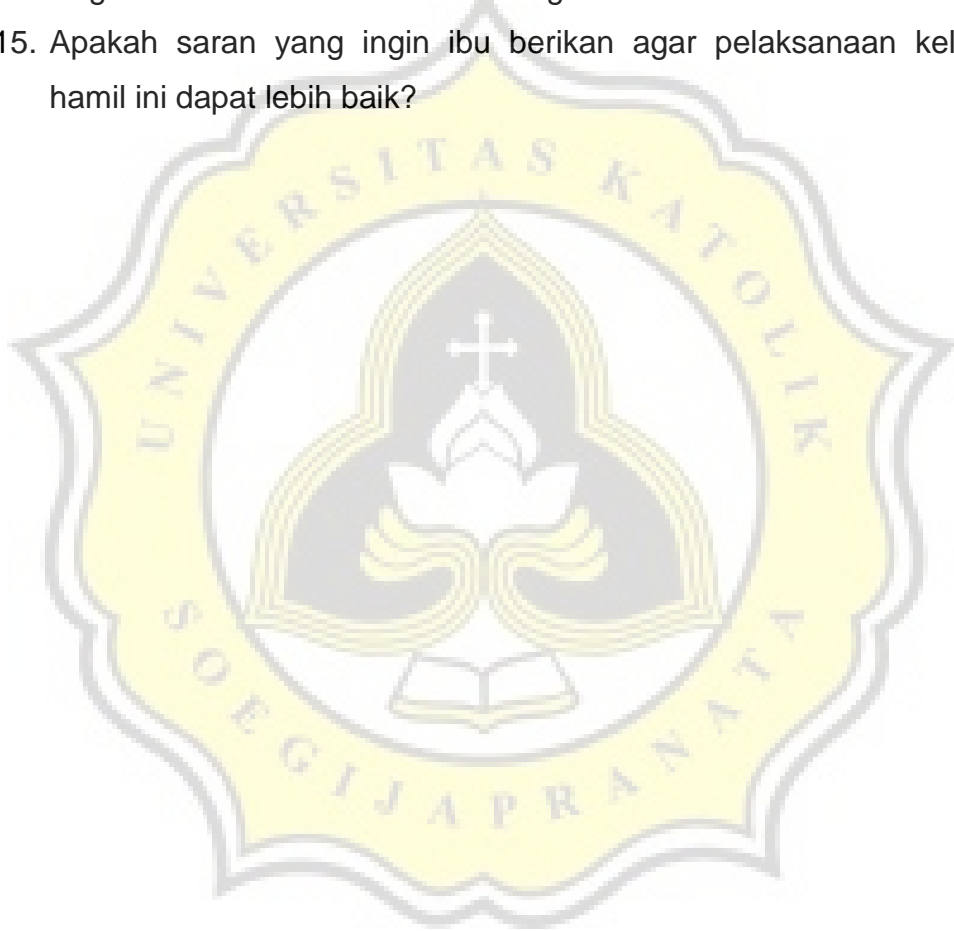 15. Apakah saran yang ingin ibu berikan agar pelaksanaan kel
hamil ini dapat lebih baik?
UNIVERSITAS KATOLIK
SOEGIJAPRANATA